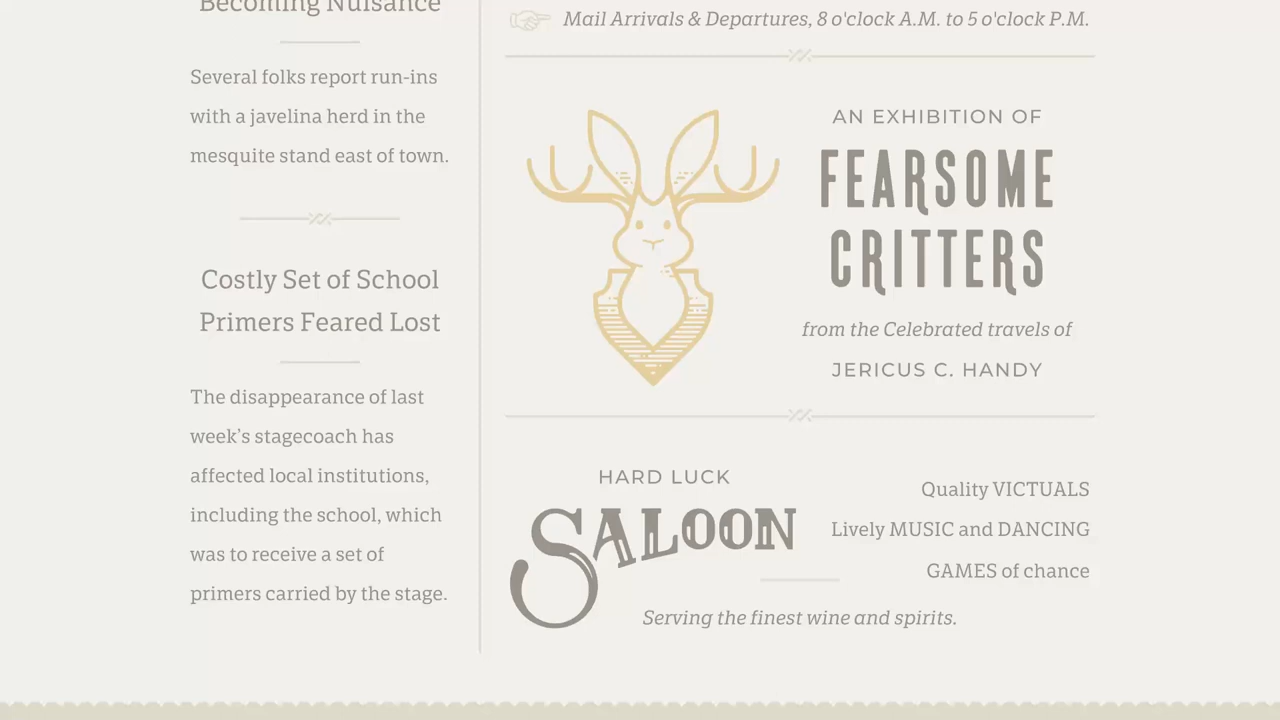 Becoming Nuisance
Several folks report run-ins
with a javelina herd in the
mesquite stand east of town.
Costly Set of School
Primers Feared Lost
The disappearance of last
week’s stagecoach has
affected local institutions,
including the school, which
was to receive a set of
primers carried by the stage.
Mail Arrivals & Departures, 8 o'clock A.M. to 5 o'clock P.M.
AN EXHIBITION OF
FEARSOME
CRITTERS
from the Celebrated travels of
JERICUS C. HANDY
HARD LUCK
SALOON
Quality VICTUALS
Lively MUSIC and DANCING
GAMES of chance
Serving the finest wine and spirits.